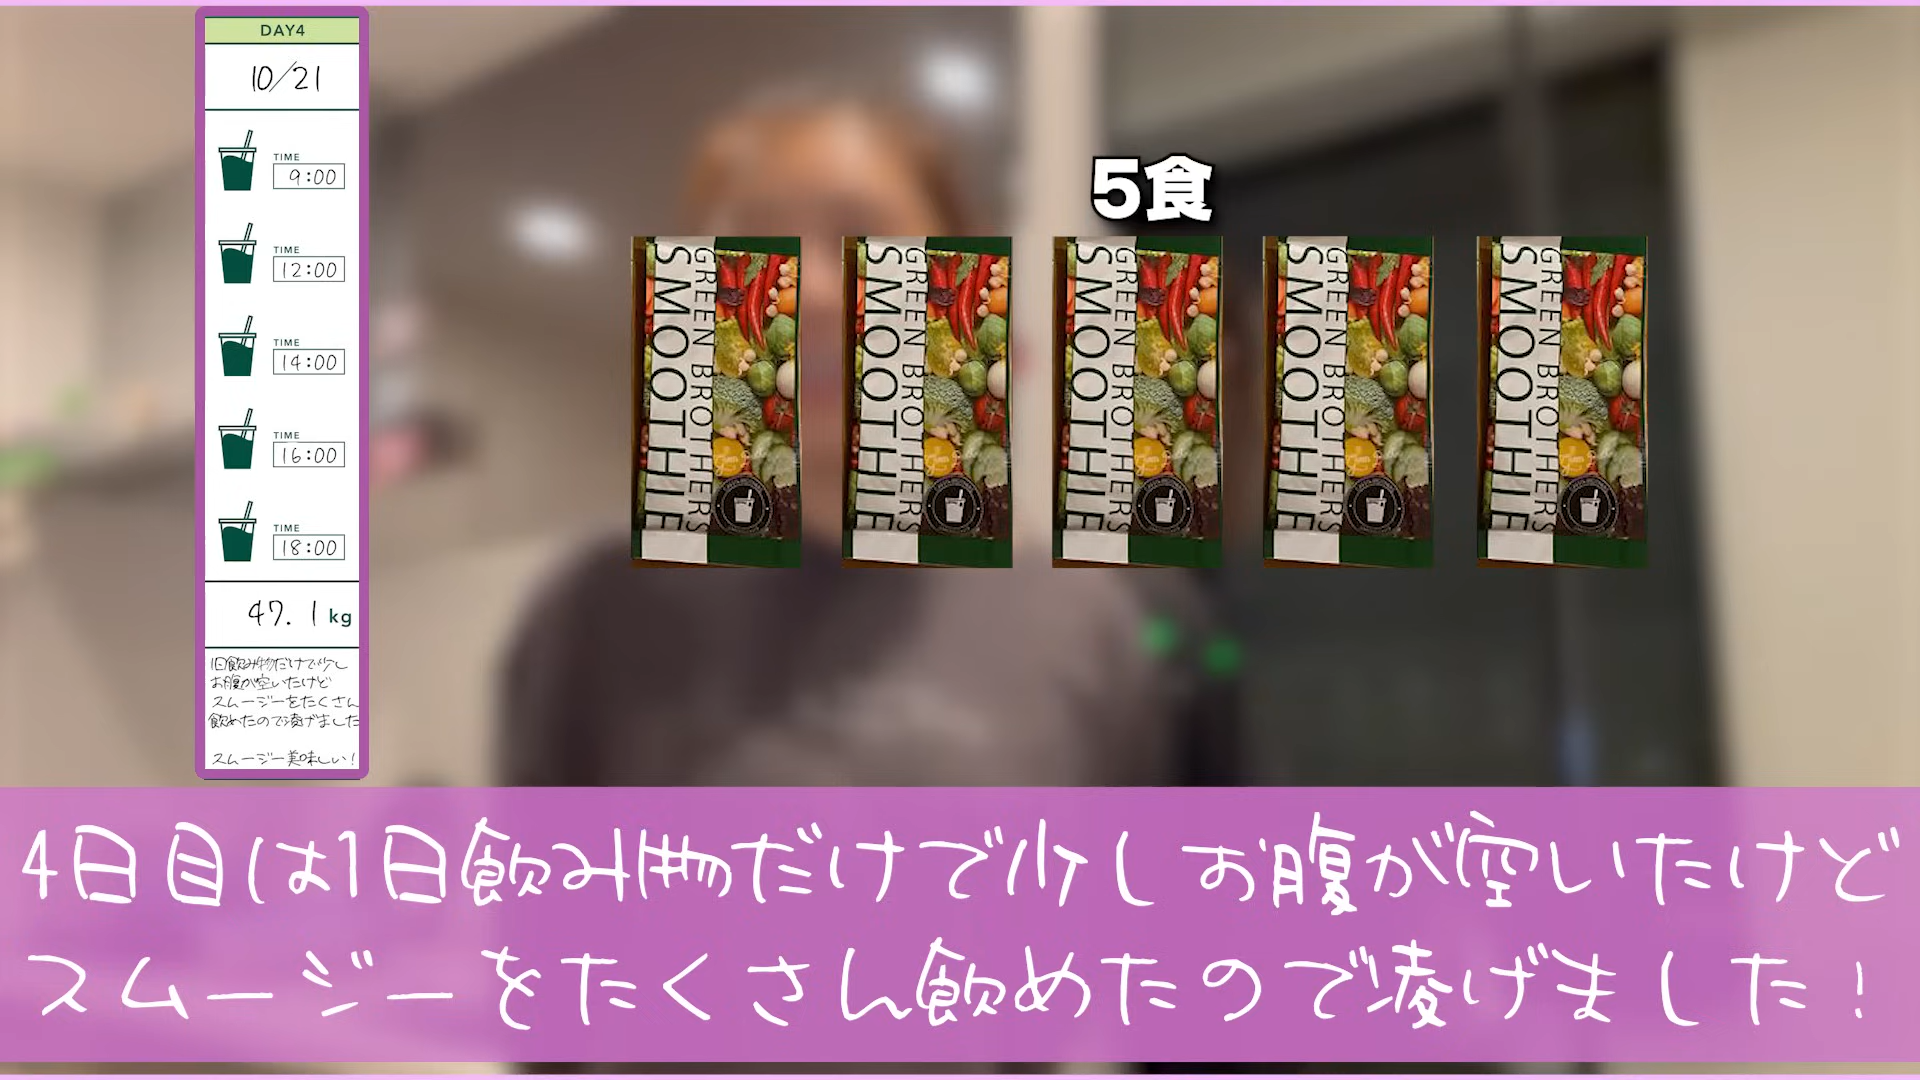 DAY4
10/21
TIME
9:00
TIME
12:00
TIME
14:00
TIME
16:00
TIME
18:00
47.1kg
1日飲み物だけで少し
お腹が空いたけど
スムージーをたくさん
飲めたので凌げました
スムージー美味しい!
5食
GREEN BROTHERS
SMOOTHIE
GREEN BROTHERS
SMOOTHIE
GREEN BROTHERS
SMOOTHIE
GREEN BROTHERS
SMOOTHIE
GREEN BROTHERS
SMOOTHIE
4日目は1日飲み物だけで少しお腹が空いたけど
スムージーをたくさん飲めたので凌げました!